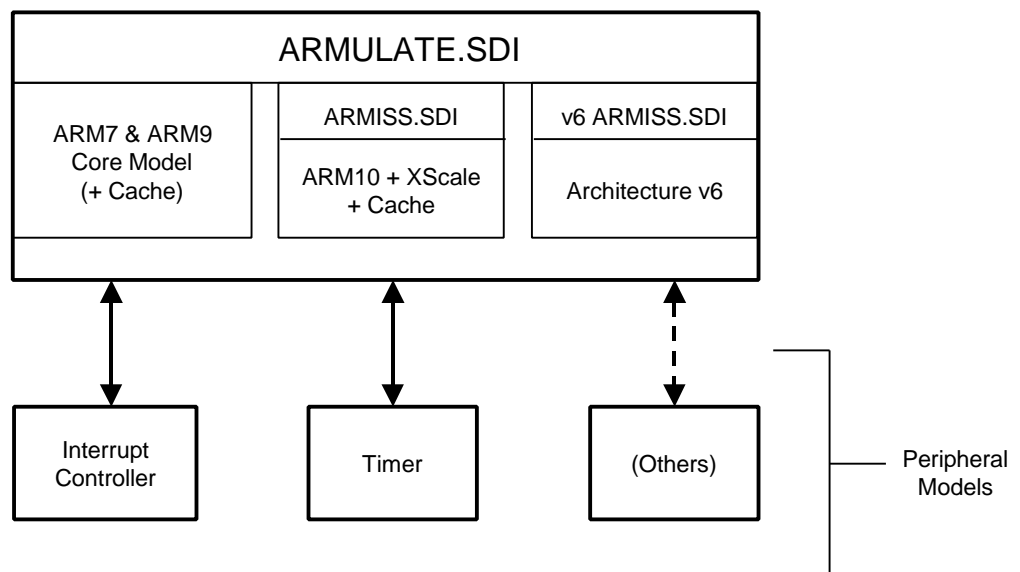 ARMULATE.SDI
ARM7 & ARM9
Core Model
(+ Cache)
ARMISS.SDI
ARM10 + XScale
+ Cache
v6 ARMISS.SDI
Architecture v6
Interrupt
Controller
Timer
(Others)
Peripheral
Models